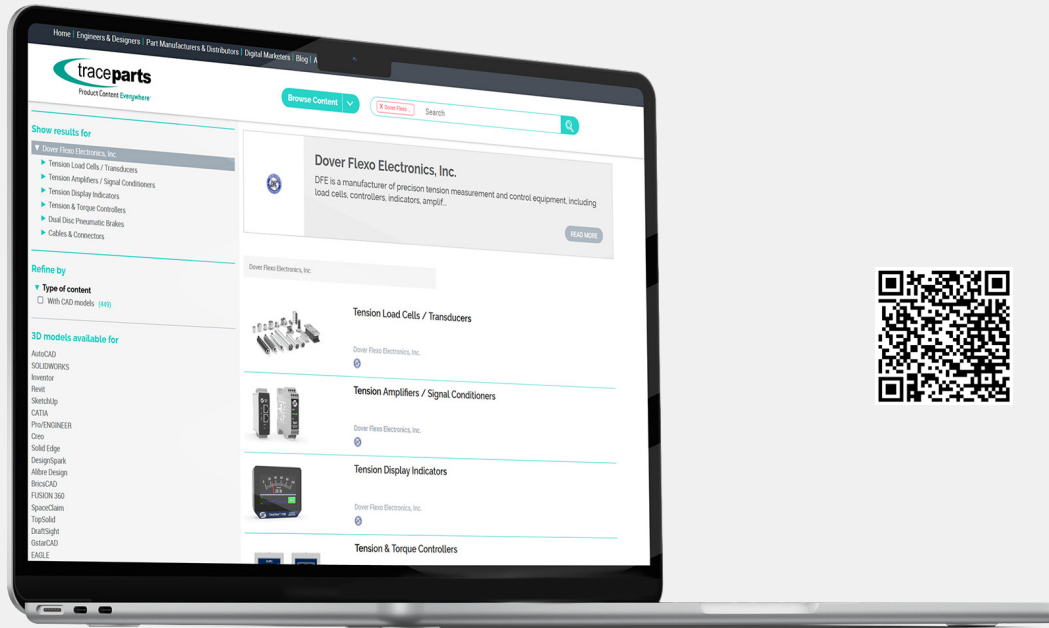 Home | Engineers & Designers | Part Manufacturers & Distributors | Digital Marketers | Blog | A
traceparts
Product Content Everywhere
Browse Content
X Dover Flexo ...
Search
Show results for
Dover Flexo Electronics, Inc.
Tension Load Cells / Transducers
Tension Amplifiers / Signal Conditioners
Tension Display Indicators
Tension & Torque Controllers
Dual Disc Pneumatic Brakes
Cables & Connectors
Refine by
Type of content
With CAD models (449)
3D models available for
AutoCAD
SOLIDWORKS
Inventor
Revit
SketchUp
CATIA
Pro/ENGINEER
Creo
Solid Edge
DesignSpark
Alibre Design
BricsCAD
FUSION 360
SpaceClaim
TopSolid
DraftSight
GstarCAD
EAGLE
Dover Flexo Electronics, Inc.
DFE is a manufacturer of precison tension measurement and control equipment, including
load cells, controllers, indicators, amplif...
READ MORE
Dover Flexo Electronics, Inc.
Tension Load Cells / Transducers
Dover Flexo Electronics, Inc.
Tension Amplifiers / Signal Conditioners
Dover Flexo Electronics, Inc.
Tension Display Indicators
Dover Flexo Electronics, Inc.
Tension & Torque Controllers